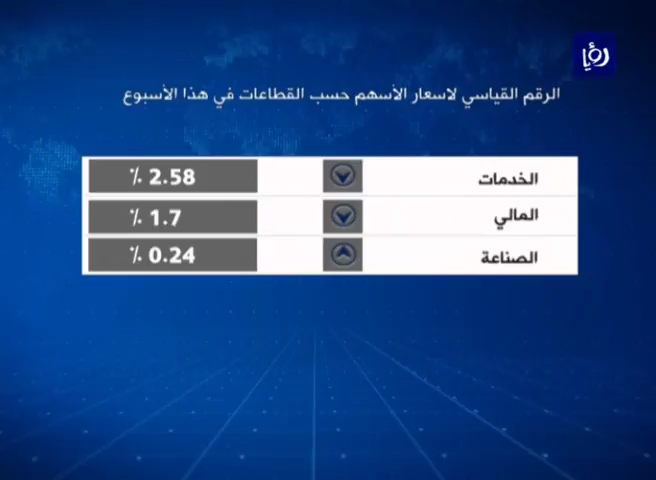 رؤيا
الرقم القياسي لاسعار الأسهم حسب القطاعات في هذا الأسبوع
الخدمات 2.58 ٪
المالي 1.7 ٪
الصناعة 0.24 ٪